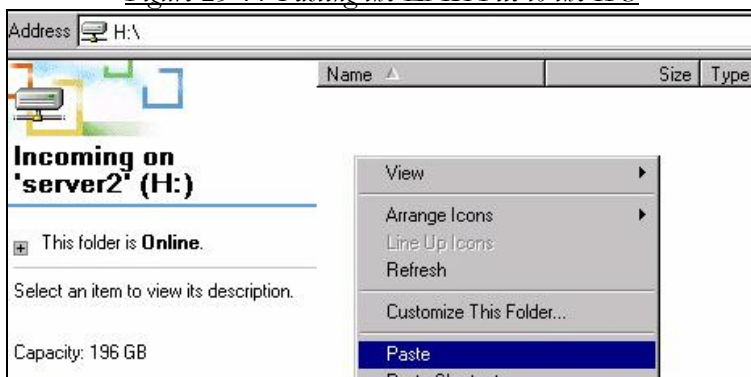 Address H:\
Name Size Type
Incoming on
'server2' (H:)
This folder is Online.
Select an item to view its description.
Capacity: 196 GB
View
Arrange Icons
Line Up Icons
Refresh
Customize This Folder...
Paste